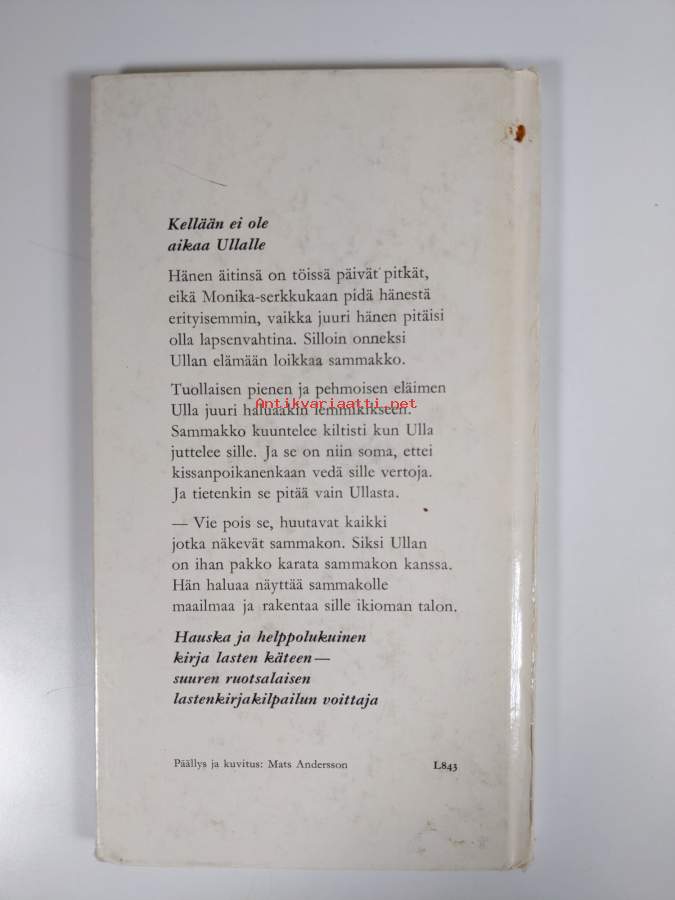 Kellään ei ole
aikaa Ullalle
Hänen äitinsä on töissä päivät pitkät,
eikä Monika-serkkukaan pidä hänestä
erityisemmin, vaikka juuri hänen pitäisi
olla lapsenvahtina. Silloin onneksi
Ullan elämään loikkaa sammakko.
Tuollaisen pienen ja pehmoisen eläimen
Antikvariaatti.net
Ulla juuri haluaakin lemmikikseen.
Sammakko kuuntelee kiltisti kun Ulla
juttelee sille. Ja se on niin soma, ettei
kissanpoikanenkaan vedä sille vertoja.
Ja tietenkin se pitää vain Ullasta.
— Vie pois se, huutavat kaikki
jotka näkevät sammakon. Siksi Ullan
on ihan pakko karata sammakon kanssa.
Hän haluaa näyttää sammakolle
maailmaa ja rakentaa sille ikioman talon.
Hauska ja helppolukuinen
kirja lasten käteen —
suuren ruotsalaisen
lastenkirjakilpailun voittaja
Päällys ja kuvitus: Mats Andersson L843